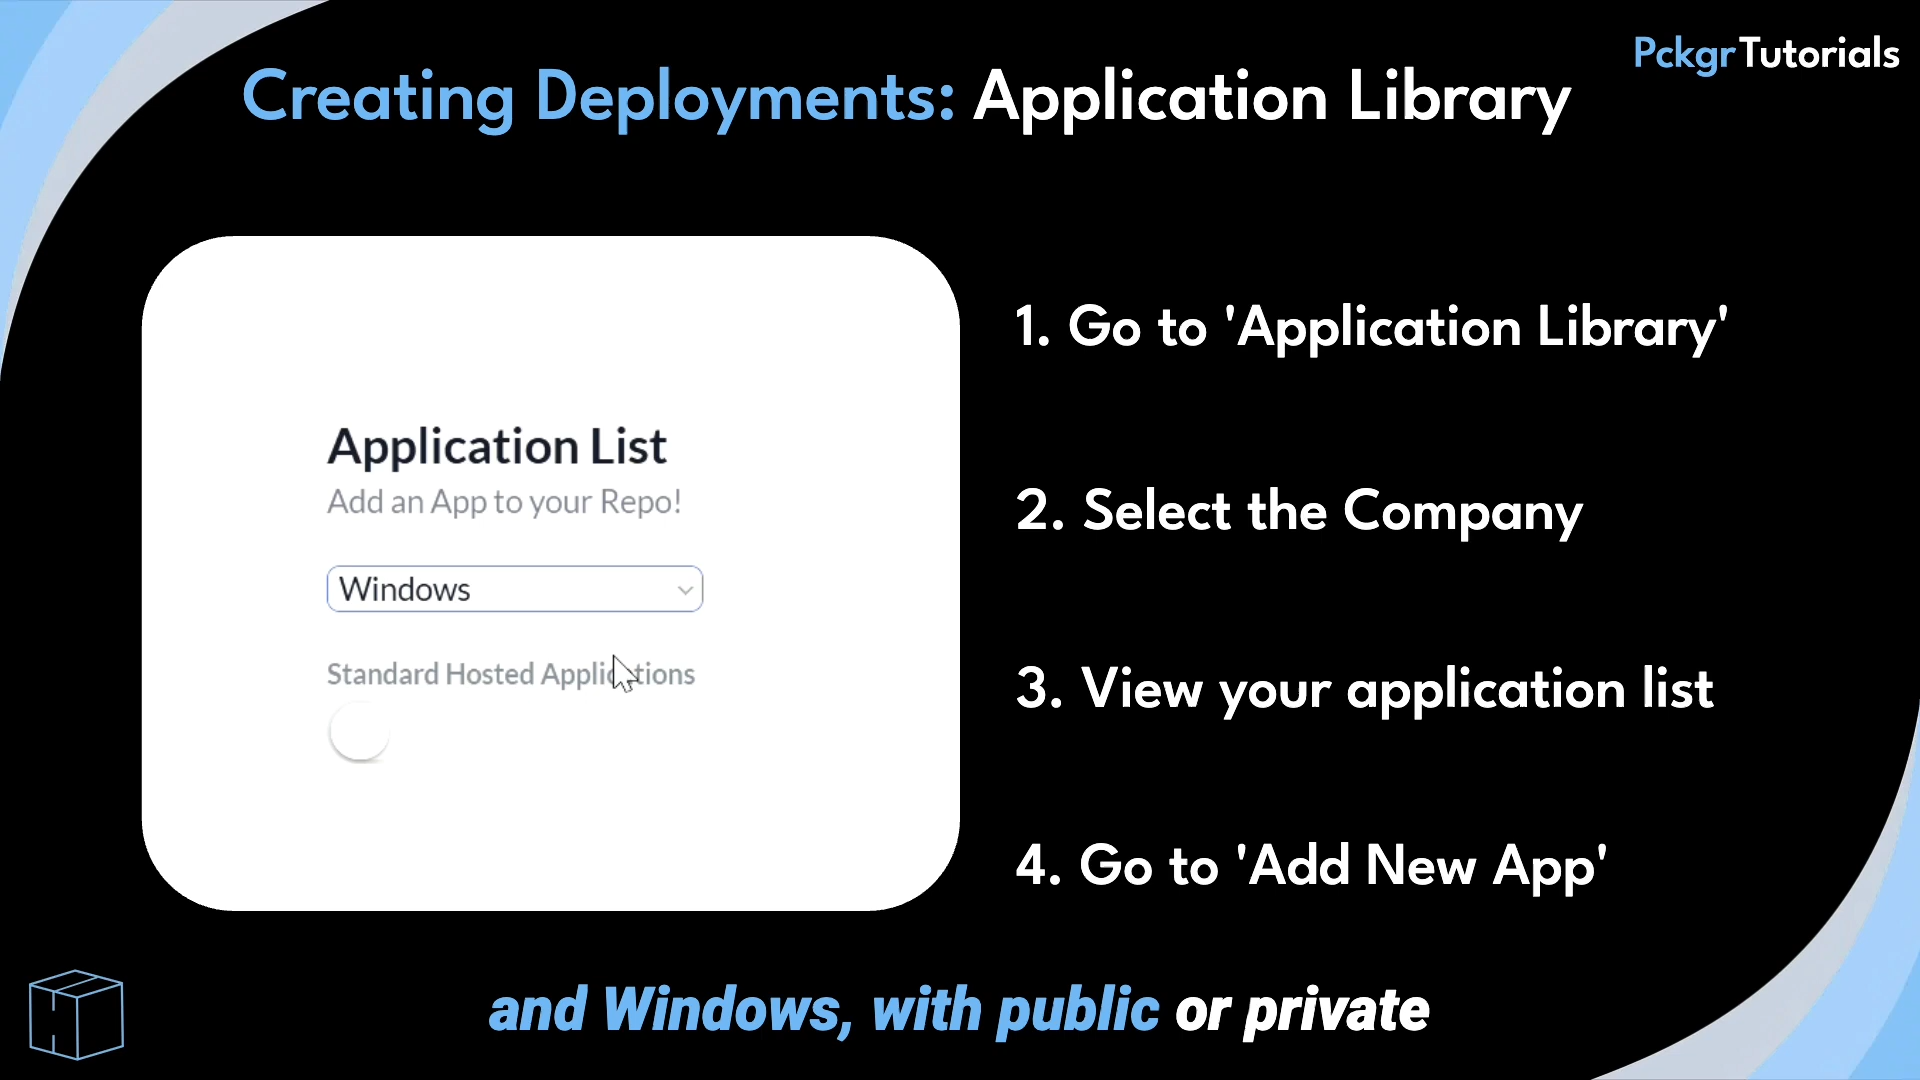 Pckgr Tutorials
Creating Deployments: Application Library
Application List
Add an App to your Repo!
Windows
Standard Hosted Applications
1. Go to 'Application Library'
2. Select the Company
3. View your application list
4. Go to 'Add New App'
and Windows, with public or private